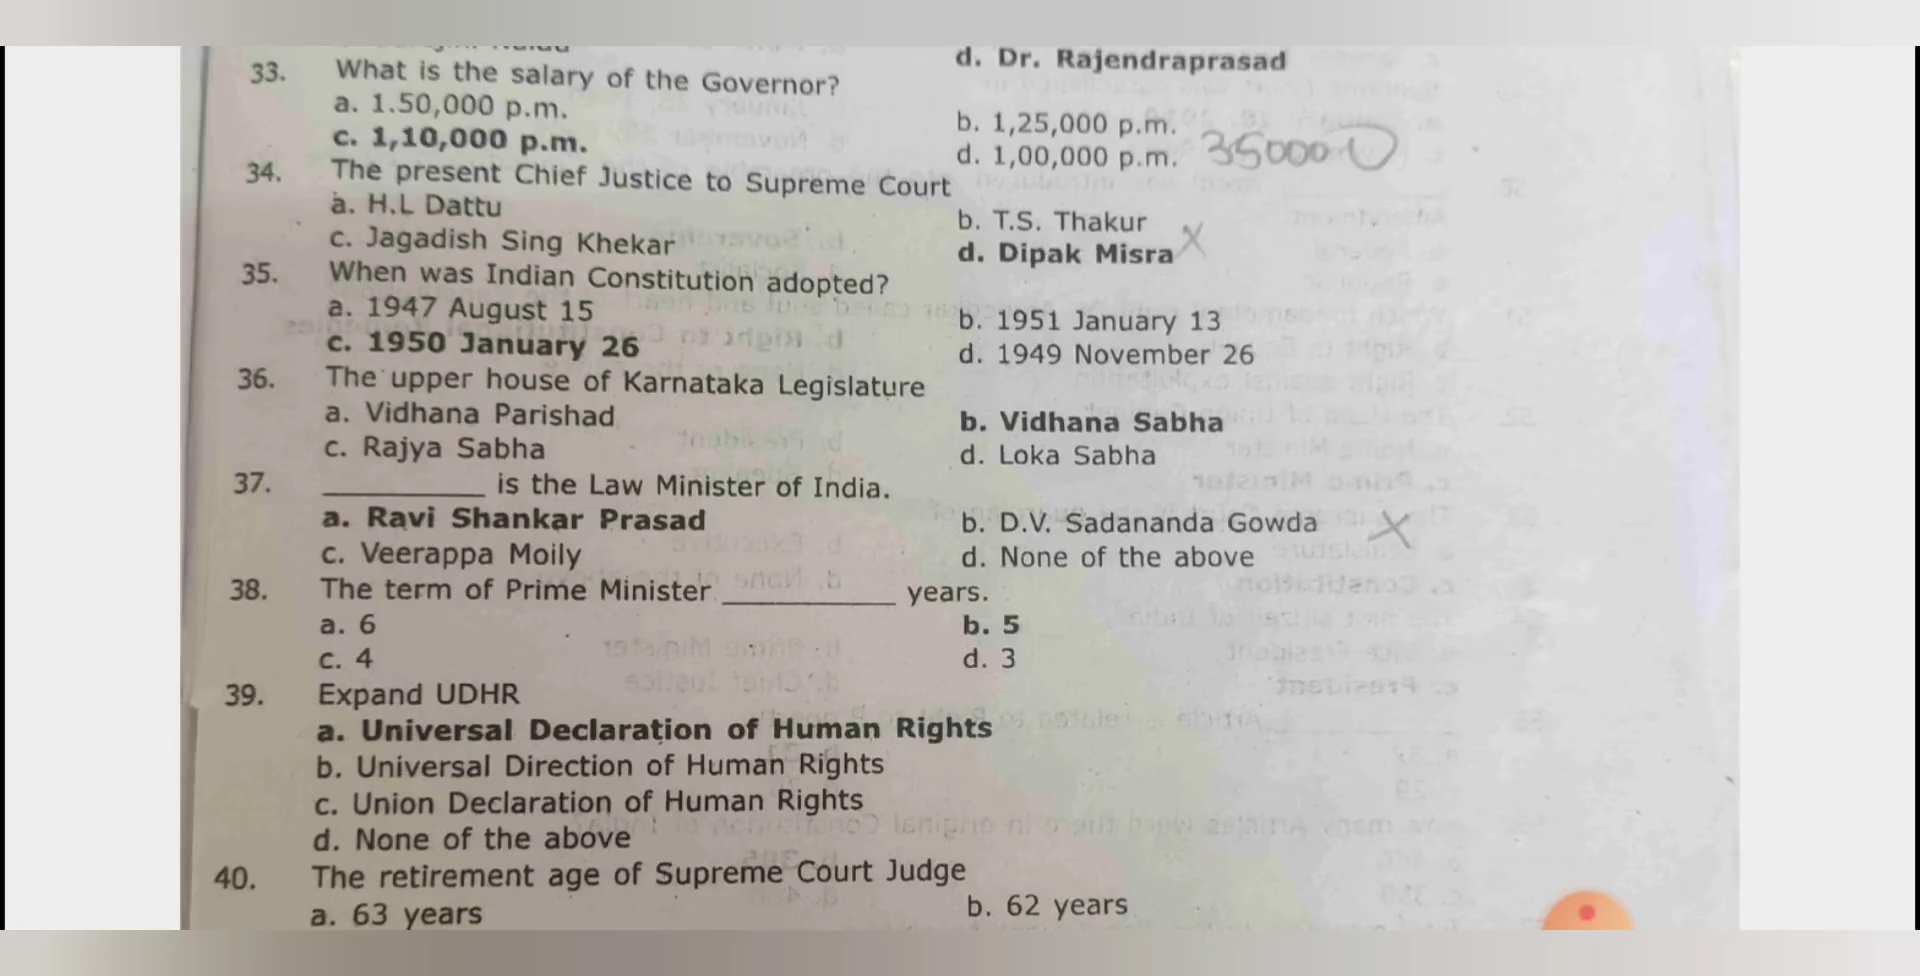 d. Dr. Rajendraprasad
33. What is the salary of the Governor?
a. 1.50,000 p.m.
b. 1,25,000 p.m.
c. 1,10,000 p.m.
d. 1,00,000 p.m. 350000
34. The present Chief Justice to Supreme Court
a. H.L Dattu
b. T.S. Thakur
c. Jagadish Sing Khekar
d. Dipak Misra X
35. When was Indian Constitution adopted?
a. 1947 August 15
b. 1951 January 13
c. 1950 January 26
d. 1949 November 26
36. The upper house of Karnataka Legislature
a. Vidhana Parishad
b. Vidhana Sabha
c. Rajya Sabha
d. Loka Sabha
37. __________ is the Law Minister of India.
a. Ravi Shankar Prasad
b. D.V. Sadananda Gowda X
c. Veerappa Moily
d. None of the above
38. The term of Prime Minister __________ years.
a. 6
b. 5
c. 4
d. 3
39. Expand UDHR
a. Universal Declaration of Human Rights
b. Universal Direction of Human Rights
c. Union Declaration of Human Rights
d. None of the above
40. The retirement age of Supreme Court Judge
a. 63 years
b. 62 years